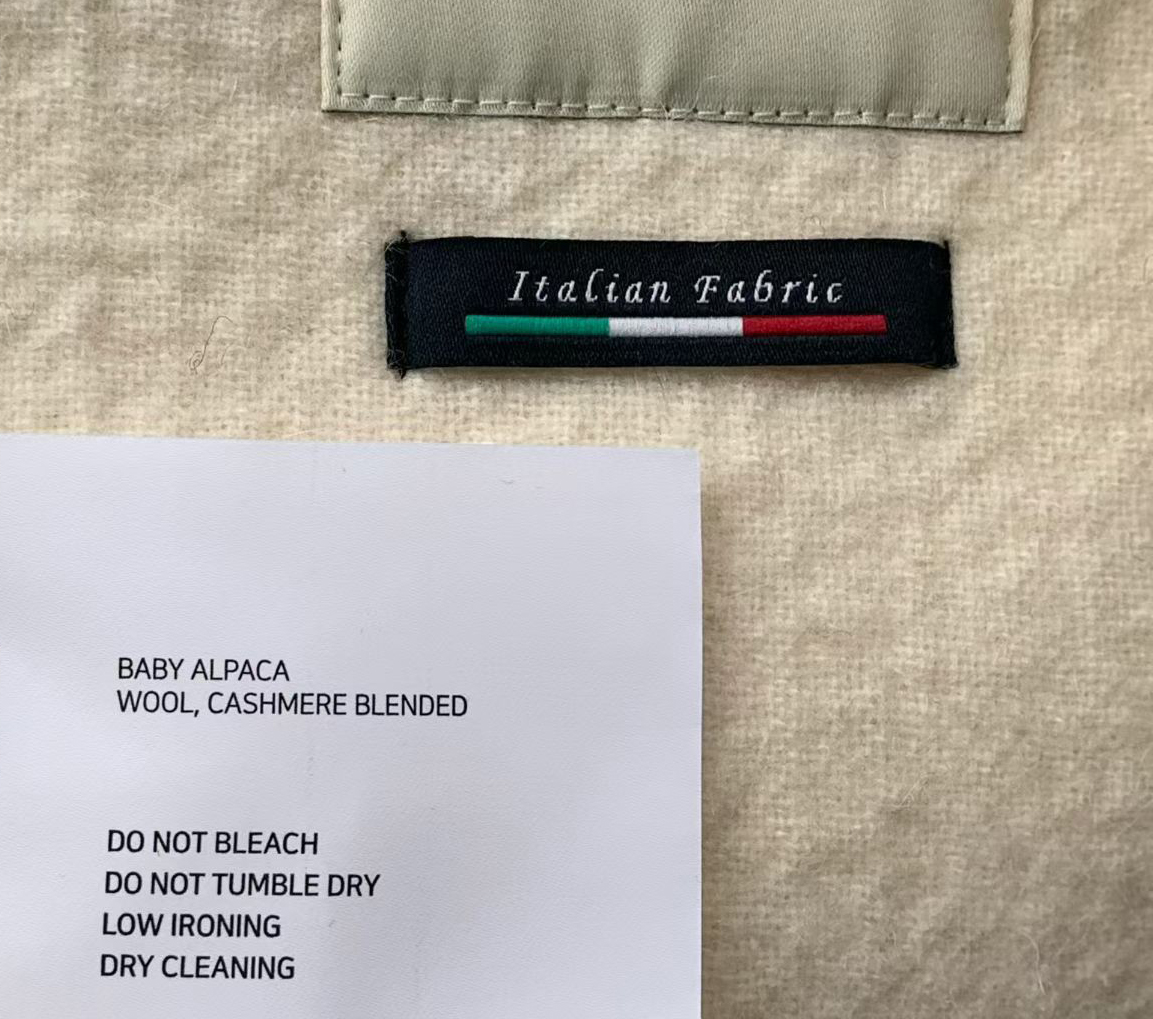 Italian Fabric
BABY ALPACA
WOOL, CASHMERE BLENDED
DO NOT BLEACH
DO NOT TUMBLE DRY
LOW IRONING
DRY CLEANING